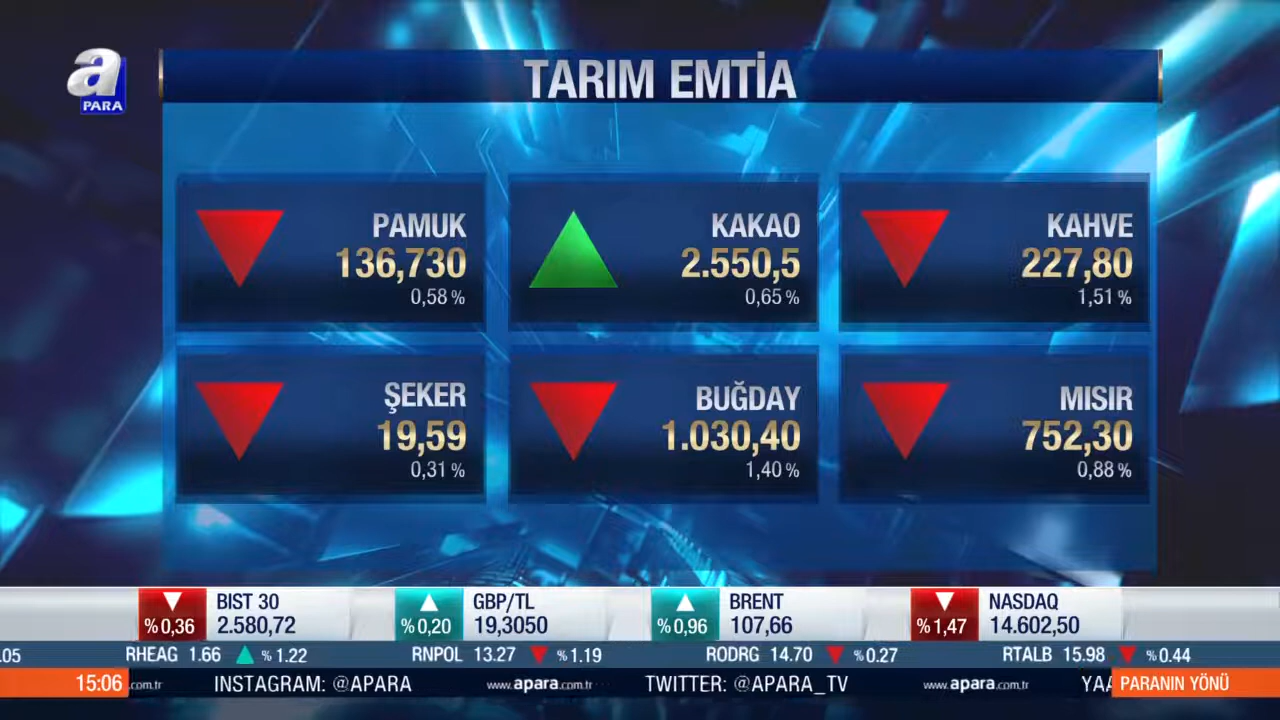 a
PARA
TARIM EMTİA
PAMUK
136,730
0,58 %
KAKAO
2.550,5
0,65 %
KAHVE
227,80
1,51 %
ŞEKER
19,59
0,31 %
BUĞDAY
1.030,40
1,40 %
MISIR
752,30
0,88 %
%0,36 BIST 30 2.580,72
%0,20 GBP/TL 19,3050
%0,96 BRENT 107,66
%1,47 NASDAQ 14.602,50
.05 RHEAG 1.66 %1.22 RNPOL 13.27 %1.19 RODRG 14.70 %0.27 RTALB 15.98 %0.44
15:06 .com.tr INSTAGRAM: @APARA www.apara.com.tr TWITTER: @APARA_TV www.apara.com.tr YAA PARANIN YÖNÜ